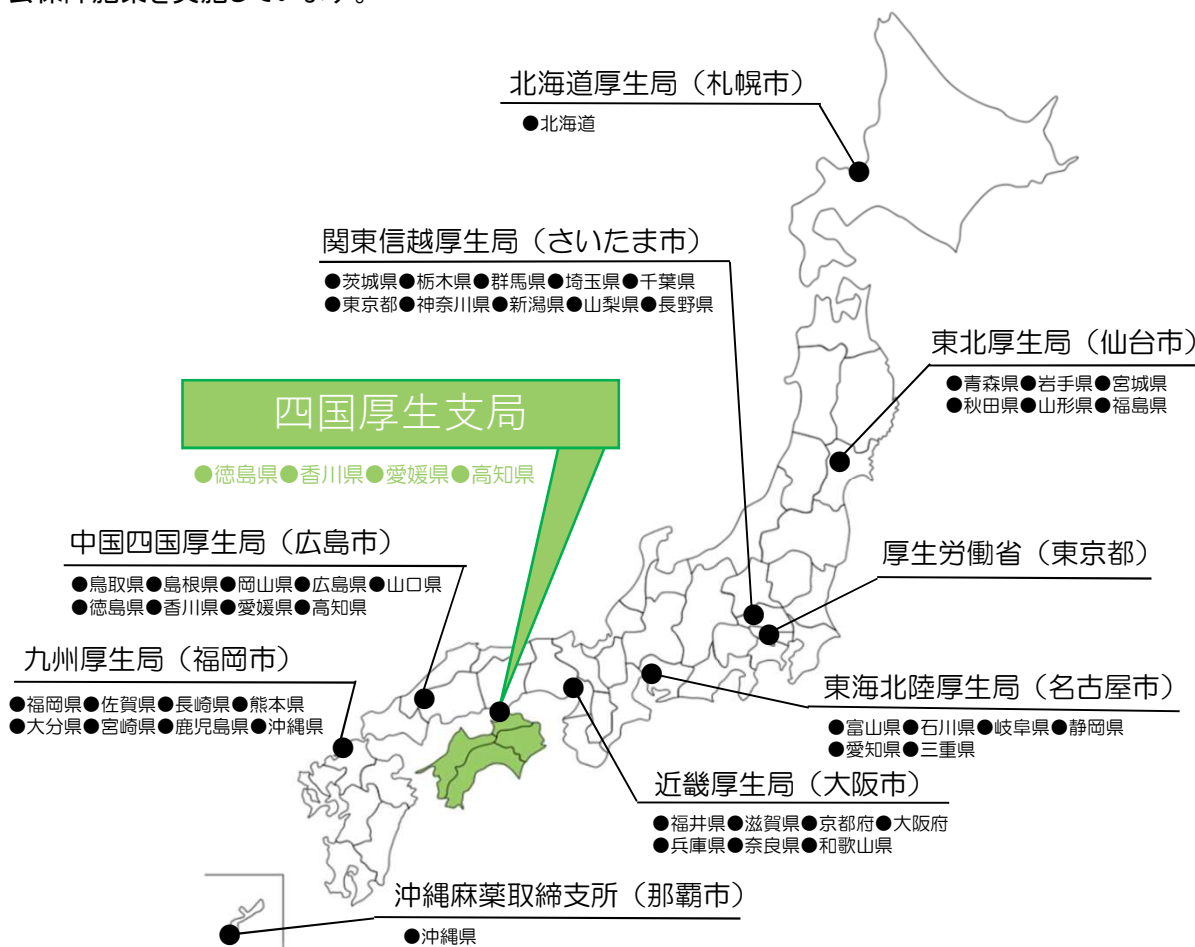 北海道厚生局（札幌市）
●北海道
関東信越厚生局（さいたま市）
●茨城県●栃木県●群馬県●埼玉県●千葉県
●東京都●神奈川県●新潟県●山梨県●長野県
東北厚生局（仙台市）
●青森県●岩手県●宮城県
●秋田県●山形県●福島県
四国厚生支局
●徳島県●香川県●愛媛県●高知県
中国四国厚生局（広島市）
●鳥取県●島根県●岡山県●広島県●山口県
●徳島県●香川県●愛媛県●高知県
厚生労働省（東京都）
九州厚生局（福岡市）
●福岡県●佐賀県●長崎県●熊本県
●大分県●宮崎県●鹿児島県●沖縄県
東海北陸厚生局（名古屋市）
●富山県●石川県●岐阜県●静岡県
●愛知県●三重県
近畿厚生局（大阪市）
●福井県●滋賀県●京都府●大阪府
●兵庫県●奈良県●和歌山県
沖縄麻薬取締支所（那覇市）
●沖縄県